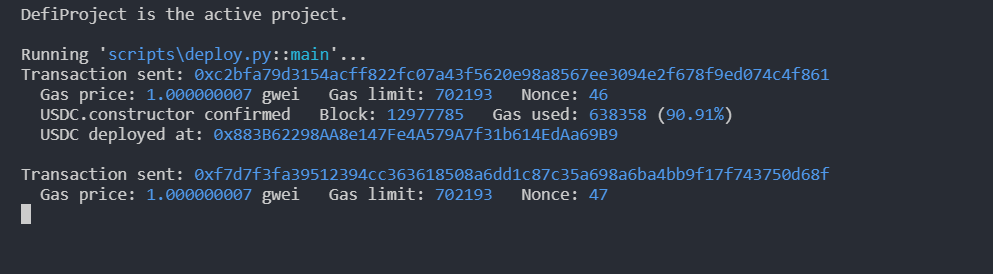 DefiProject is the active project.
Running 'scripts\deploy.py::main'...
Transaction sent: 0xc2bfa79d3154acff822fc07a43f5620e98a8567ee3094e2f678f9ed074c4f861
Gas price: 1.000000007 gwei   Gas limit: 702193   Nonce: 46
USDC.constructor confirmed   Block: 12977785   Gas used: 638358 (90.91%)
USDC deployed at: 0x883B62298AA8e147Fe4A579A7f31b614EdAa69B9
Transaction sent: 0xf7d7f3fa39512394cc363618508a6dd1c87c35a698a6ba4bb9f17f743750d68f
Gas price: 1.000000007 gwei   Gas limit: 702193   Nonce: 47